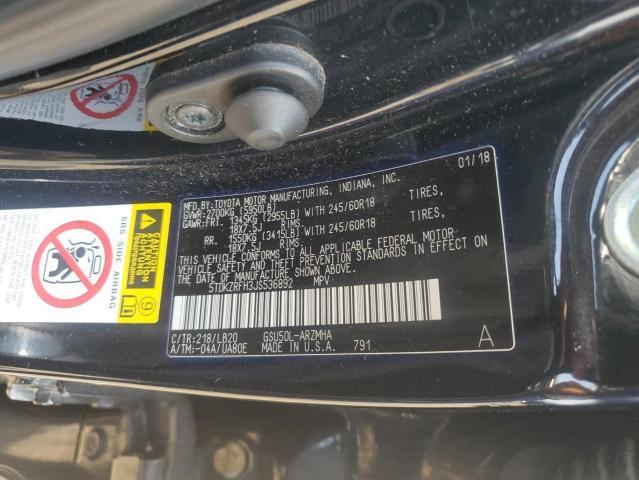 01/18
MFD.BY:TOYOTA MOTOR MANUFACTURING, INDIANA, INC.
GVWR:2700KG (5950LB)
GAWR:FRT. 1345KG (2955LB) WITH 245/60R18 TIRES,
18X7.5J RIMS,
RR. 1550KG (3415LB) WITH 245/60R18 TIRES,
18X7.5J RIMS
THIS VEHICLE CONFORMS TO ALL APPLICABLE FEDERAL MOTOR
VEHICLE SAFETY AND THEFT PREVENTION STANDARDS IN EFFECT ON
THE DATE OF MANUFACTURE SHOWN ABOVE.
5TDKZRFH3JS536892 MPV
C/TR:218/LB20 GSU50L-ARZMHA
A/TM:-04A/UA80E MADE IN U.S.A. 791
A
SRS SIDE AIRBAG
CAUTION
ATTENTION
9